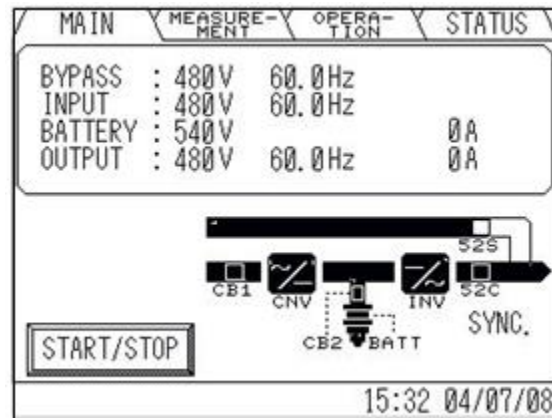 MAIN MEASURE-MENT OPERA-TION STATUS
BYPASS : 480V 60.0Hz
INPUT : 480V 60.0Hz
BATTERY : 540V 0A
OUTPUT : 480V 60.0Hz 0A
52S
CB1 CNV INV 52C
CB2 BATT SYNC.
START/STOP
15:32 04/07/08